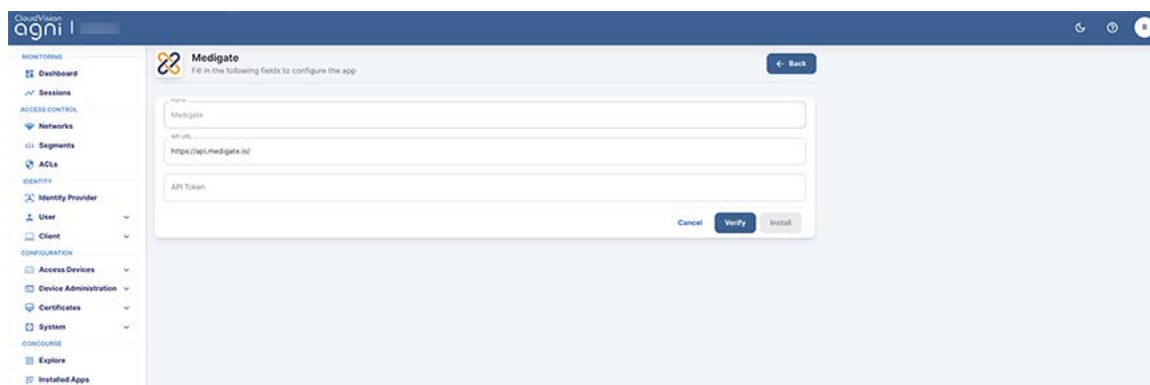 CloudVision
agni
MONITORING
Dashboard
Sessions
ACCESS CONTROL
Networks
Segments
ACLs
IDENTITY
Identity Provider
User
Client
CONFIGURATION
Access Devices
Device Administration
Certificates
System
CONCOURSE
Explore
Installed Apps
Medigate
Fill in the following fields to configure the app
Back
Name
Medigate
API URL
https://api.medigate.io/
API Token
Cancel Verify Install